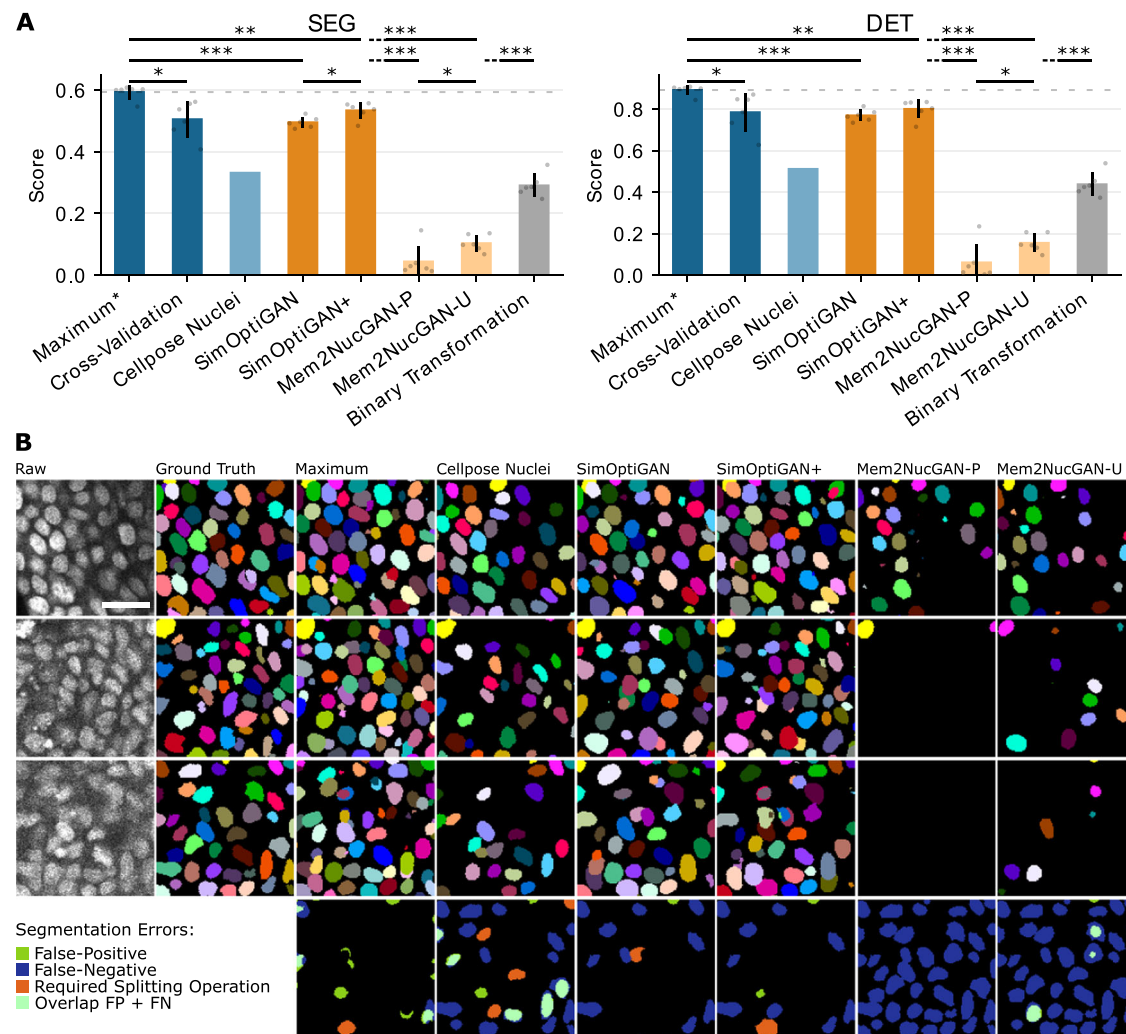 A
SEG
DET
** ***
*** *** ***
* * *
** ***
*** *** ***
* *
0.6
0.4
0.2
0.0
Score
0.8
0.6
0.4
0.2
0.0
Score
Maximum*
Cross-Validation
Cellpose Nuclei
SimOptiGAN
SimOptiGAN+
Mem2NucGAN-P
Mem2NucGAN-U
Binary Transformation
Maximum*
Cross-Validation
Cellpose Nuclei
SimOptiGAN
SimOptiGAN+
Mem2NucGAN-P
Mem2NucGAN-U
Binary Transformation
B
Raw Ground Truth Maximum Cellpose Nuclei SimOptiGAN SimOptiGAN+ Mem2NucGAN-P Mem2NucGAN-U
Segmentation Errors:
False-Positive
False-Negative
Required Splitting Operation
Overlap FP + FN